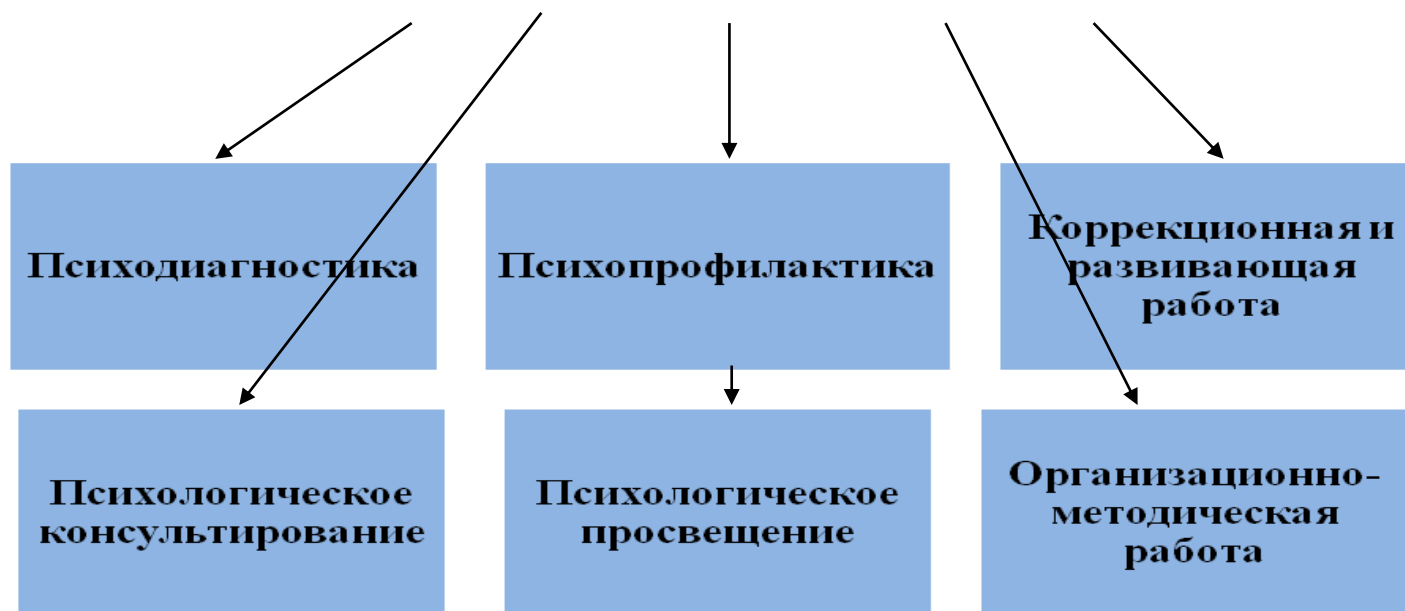 Психодиагностика
Психопрофилактика
Коррекционная и
развивающая
работа
Психологическое
консультирование
Психологическое
просвещение
Организационно-
методическая
работа